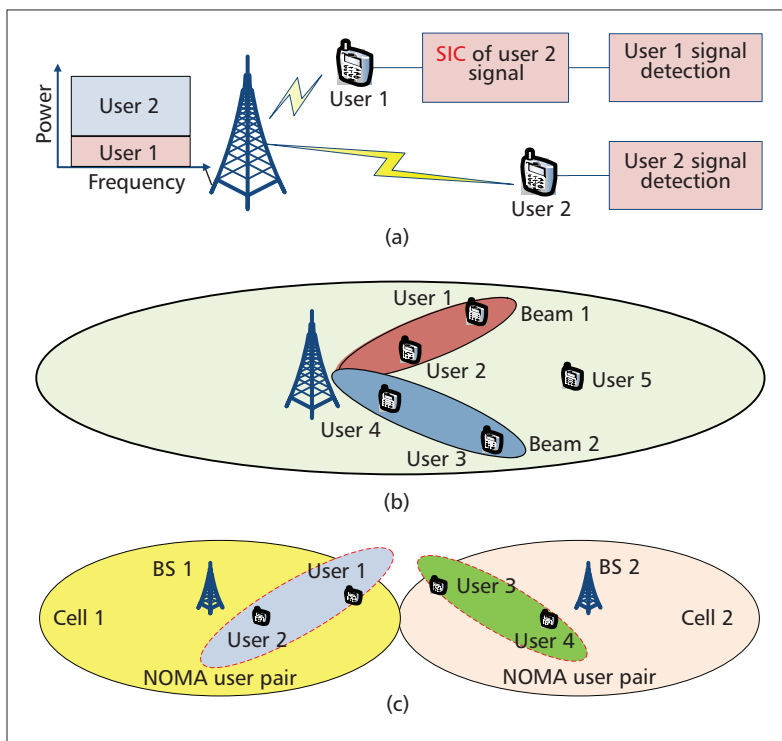 Power
User 2
User 1
Frequency
User 1
SIC of user 2
signal
User 1 signal
detection
User 2
User 2 signal
detection
(a)
User 1
Beam 1
User 2
User 5
User 4
User 3
Beam 2
(b)
BS 1
User 1
Cell 1
User 2
NOMA user pair
User 3
BS 2
Cell 2
User 4
NOMA user pair
(c)